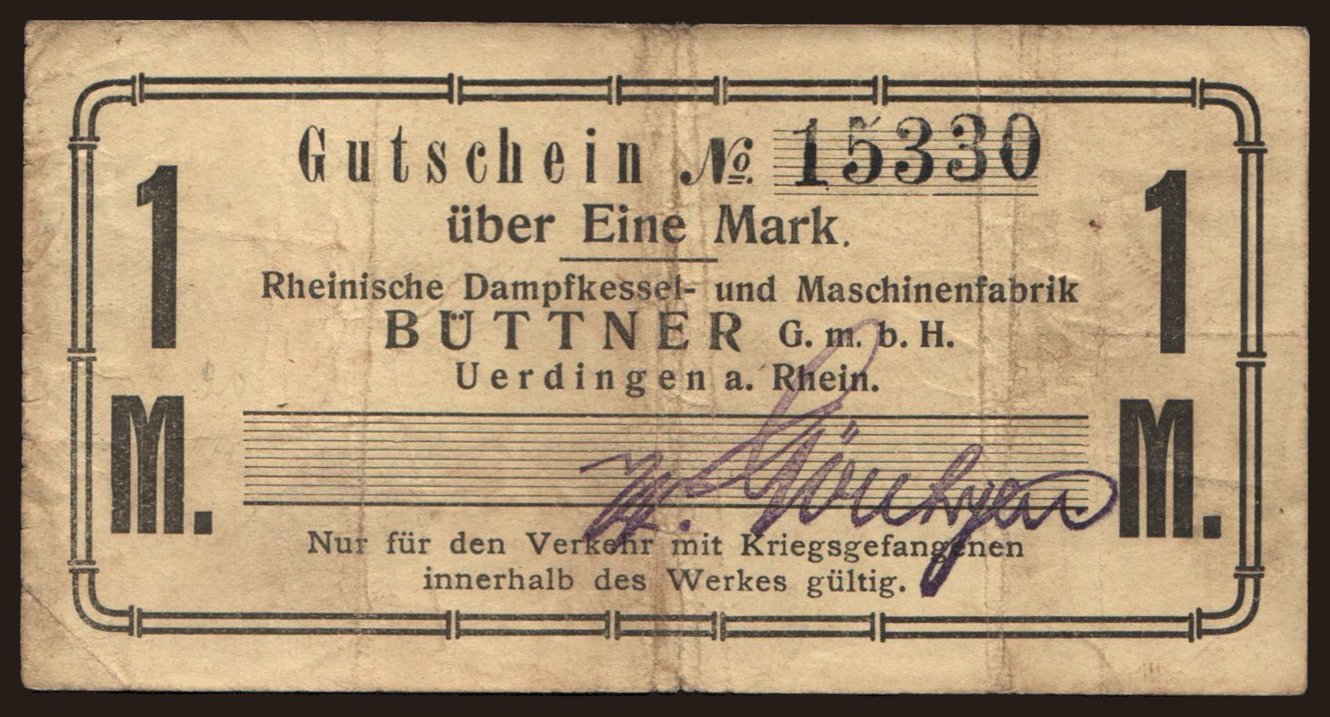 Gutschein No. 15330
über Eine Mark.
1 M.
Rheinische Dampfkessel- und Maschinenfabrik
BÜTTNER G. m. b. H.
Uerdingen a. Rhein.
1 M.
Nur für den Verkehr mit Kriegsgefangenen
innerhalb des Werkes gültig.